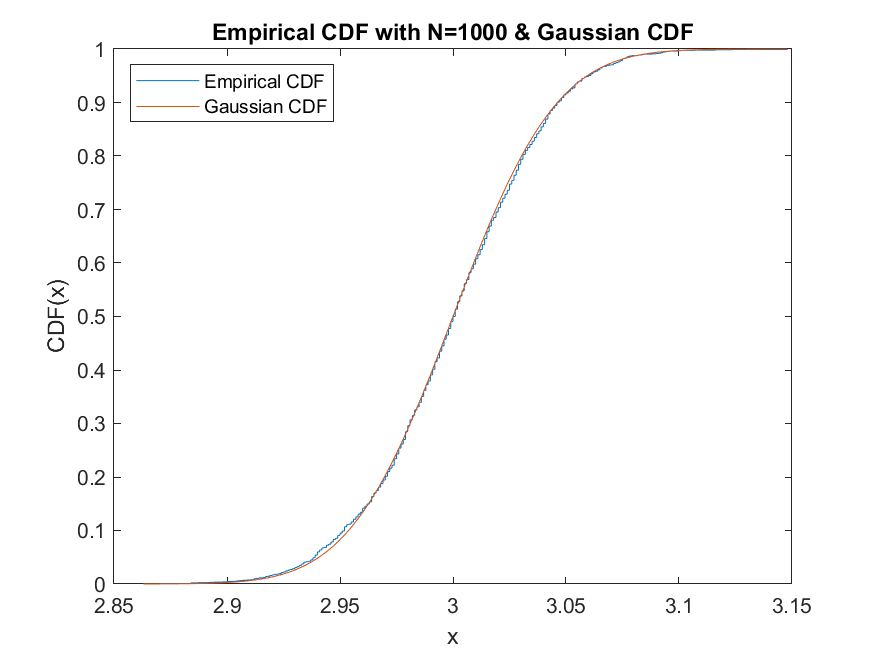 Empirical CDF with N=1000 & Gaussian CDF
1
Empirical CDF
Gaussian CDF
0.9
0.8
0.7
0.6
0.5
0.4
0.3
0.2
0.1
0
CDF(x)
2.85 2.9 2.95 3 3.05 3.1 3.15
x